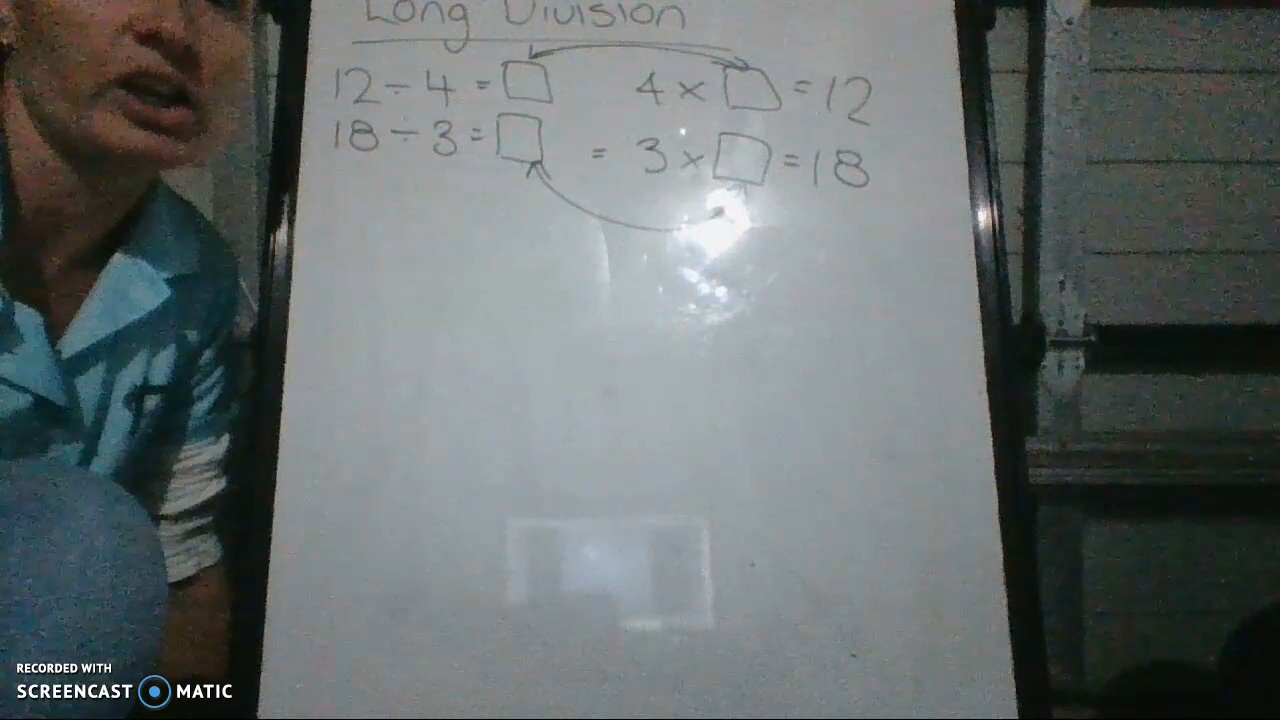 Long Division
12 ÷ 4 = □ 4 × □ = 12
18 ÷ 3 = □ = 3 × □ = 18
RECORDED WITH
SCREENCAST MATIC